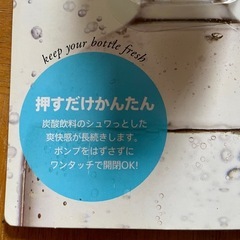 keep your bottle fresh
押すだけかんたん
炭酸飲料のシュワっとした
爽快感が長続きします。
ポンプをはずさずに
ワンタッチで開閉OK!